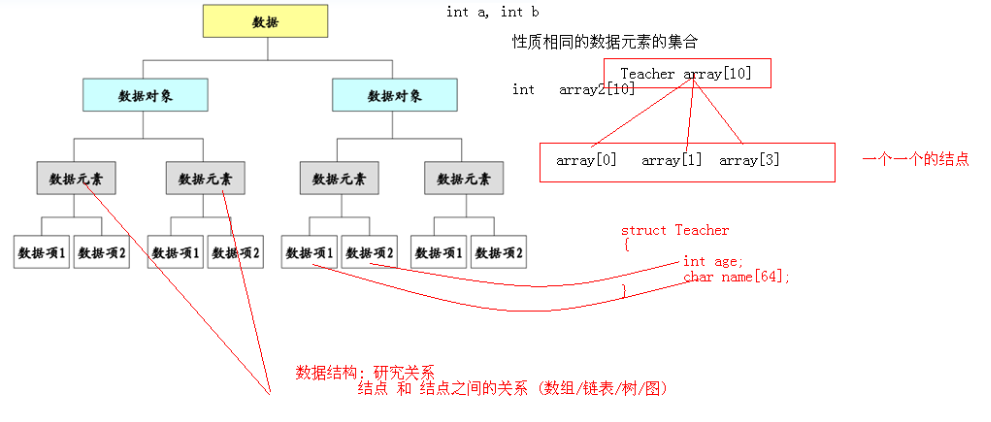 数据
int a, int b
性质相同的数据元素的集合
Teacher array[10]
int array2[10]
数据对象 数据对象
array[0] array[1] array[3]
一个一个的结点
数据元素 数据元素 数据元素 数据元素
数据项1 数据项2 数据项1 数据项2 数据项1 数据项2 数据项1 数据项2
struct Teacher
{
int age;
char name[64];
}
数据结构: 研究关系
结点 和 结点之间的关系 (数组/链表/树/图)